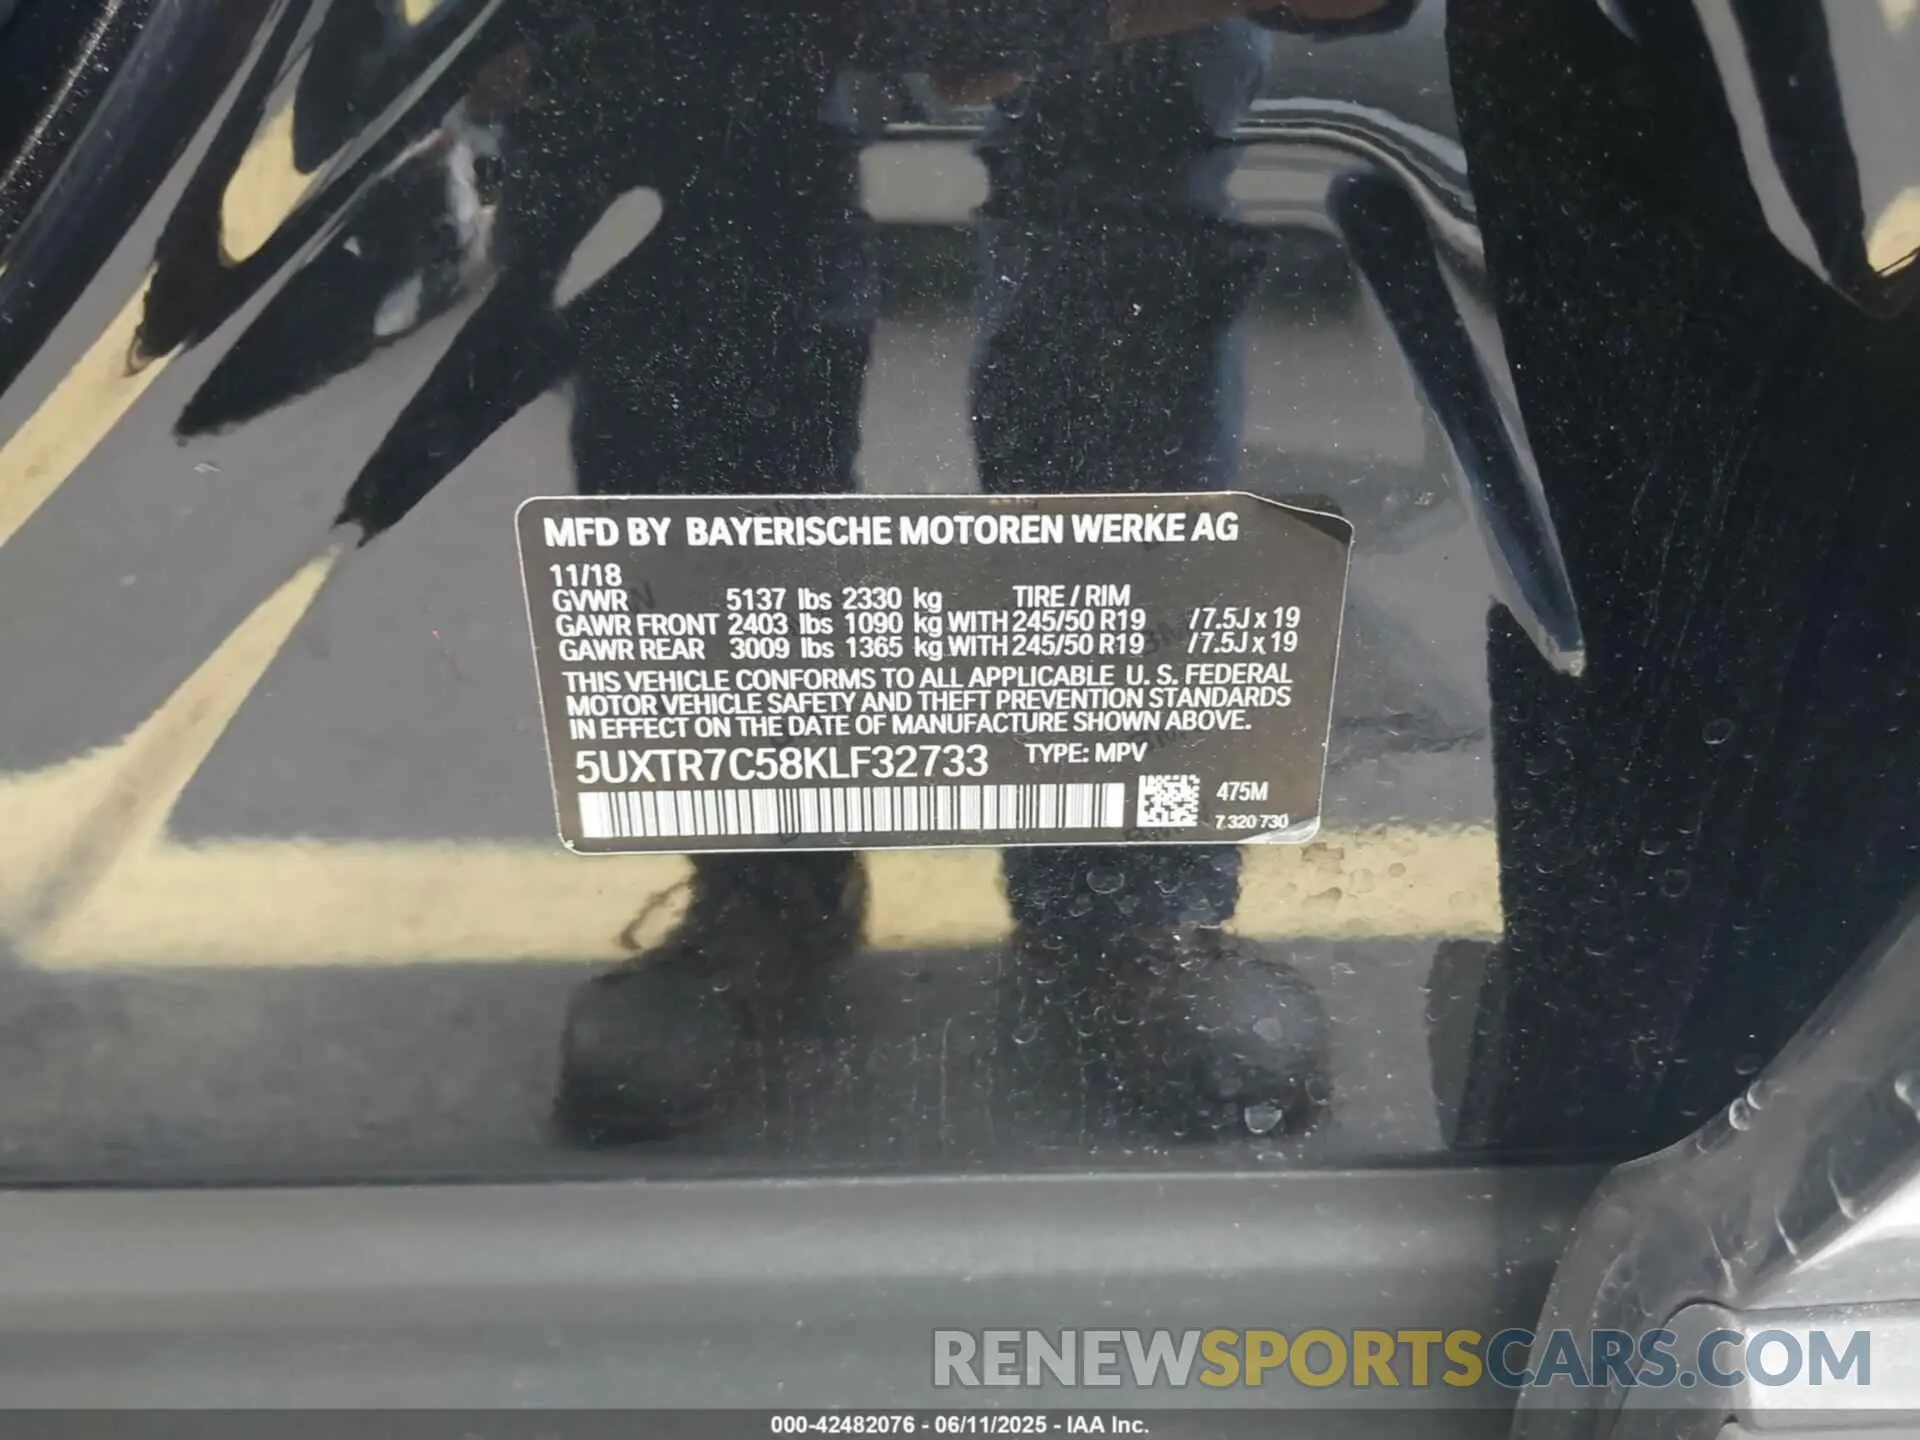 MFD BY BAYERISCHE MOTOREN WERKE AG
11/18
GVWR 5137 lbs 2330 kg TIRE / RIM
GAWR FRONT 2403 lbs 1090 kg WITH 245/50 R19 / 7.5J x 19
GAWR REAR 3009 lbs 1365 kg WITH 245/50 R19 / 7.5J x 19
THIS VEHICLE CONFORMS TO ALL APPLICABLE U. S. FEDERAL
MOTOR VEHICLE SAFETY AND THEFT PREVENTION STANDARDS
IN EFFECT ON THE DATE OF MANUFACTURE SHOWN ABOVE.
5UXTR7C58KLF32733 TYPE: MPV
475M
7 320 730
RENEWSPORTSCARS.COM
000-42482076 - 06/11/2025 - IAA Inc.